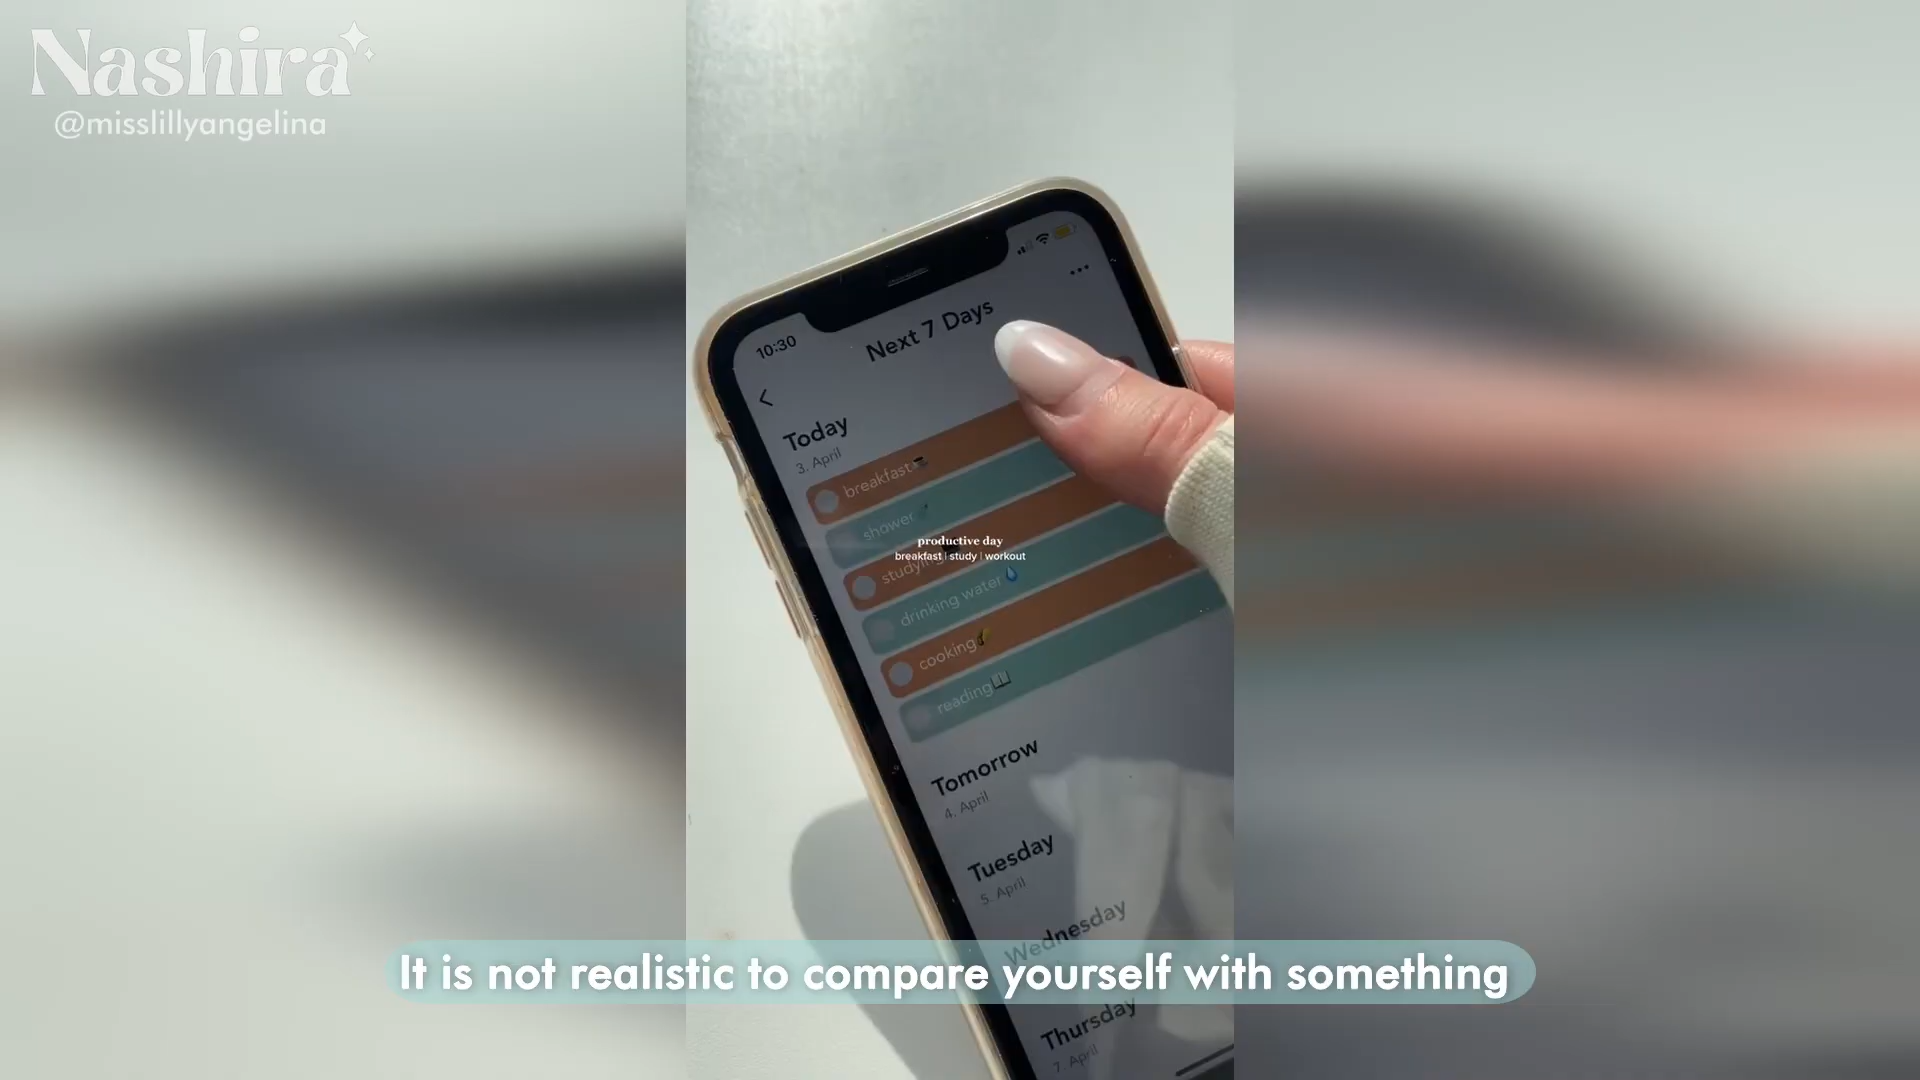 Nashira
@misslillyangelina
10:30
Next 7 Days
Today
3. April
breakfast
shower
productive day
breakfast | study | workout
studying
drinking water
cooking
reading
Tomorrow
4. April
Tuesday
5. April
Wednesday
It is not realistic to compare yourself with something
Thursday
7. April